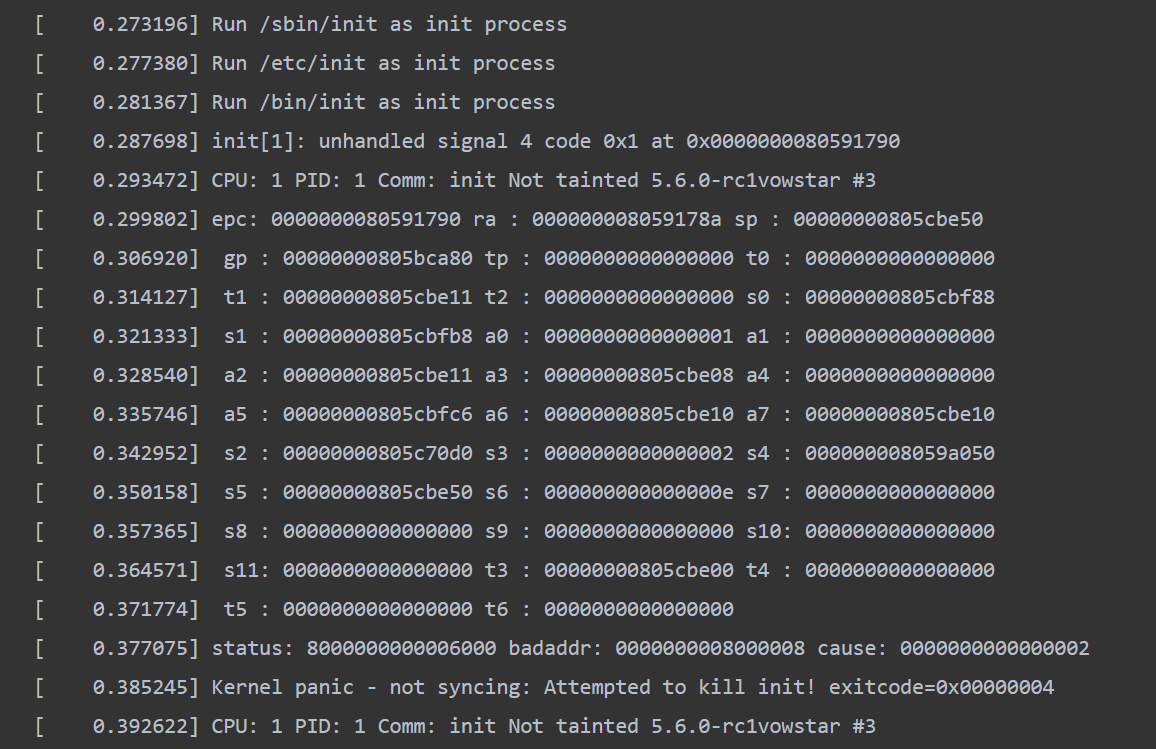 [    0.273196] Run /sbin/init as init process
[    0.277380] Run /etc/init as init process
[    0.281367] Run /bin/init as init process
[    0.287698] init[1]: unhandled signal 4 code 0x1 at 0x0000000080591790
[    0.293472] CPU: 1 PID: 1 Comm: init Not tainted 5.6.0-rc1vowstar #3
[    0.299802] epc: 0000000080591790 ra : 000000008059178a sp : 00000000805cbe50
[    0.306920]  gp : 00000000805bca80 tp : 0000000000000000 t0 : 0000000000000000
[    0.314127]  t1 : 00000000805cbe11 t2 : 0000000000000000 s0 : 00000000805cbf88
[    0.321333]  s1 : 00000000805cbfb8 a0 : 0000000000000001 a1 : 0000000000000000
[    0.328540]  a2 : 00000000805cbe11 a3 : 00000000805cbe08 a4 : 0000000000000000
[    0.335746]  a5 : 00000000805cbfc6 a6 : 00000000805cbe10 a7 : 00000000805cbe10
[    0.342952]  s2 : 00000000805c70d0 s3 : 0000000000000002 s4 : 000000008059a050
[    0.350158]  s5 : 00000000805cbe50 s6 : 000000000000000e s7 : 0000000000000000
[    0.357365]  s8 : 0000000000000000 s9 : 0000000000000000 s10: 0000000000000000
[    0.364571]  s11: 0000000000000000 t3 : 00000000805cbe00 t4 : 0000000000000000
[    0.371774]  t5 : 0000000000000000 t6 : 0000000000000000
[    0.377075] status: 8000000000006000 badaddr: 0000000008000008 cause: 0000000000000002
[    0.385245] Kernel panic - not syncing: Attempted to kill init! exitcode=0x00000004
[    0.392622] CPU: 1 PID: 1 Comm: init Not tainted 5.6.0-rc1vowstar #3